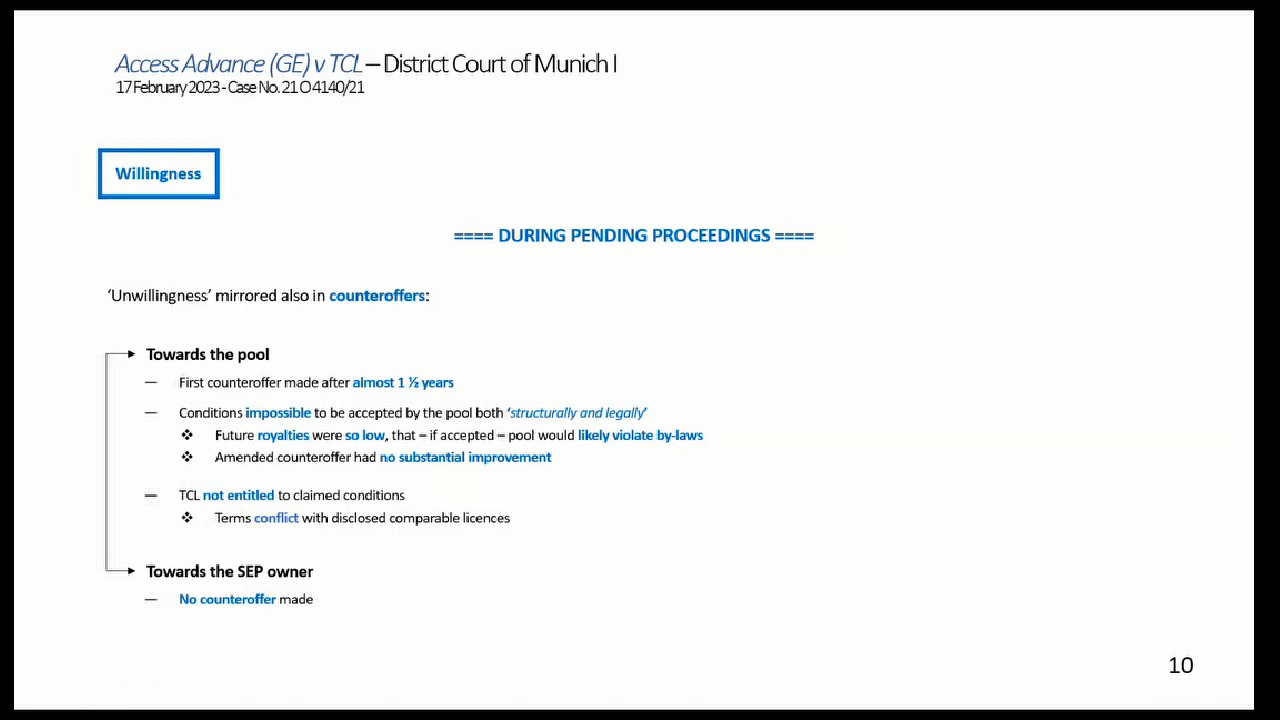 Access Advance (GE) v TCL – District Court of Munich I
17 February 2023 - Case No. 21 O 4140/21
Willingness
==== DURING PENDING PROCEEDINGS ====
‘Unwillingness’ mirrored also in counteroffers:
Towards the pool
— First counteroffer made after almost 1 ½ years
— Conditions impossible to be accepted by the pool both ‘structurally and legally’
❖ Future royalties were so low, that – if accepted – pool would likely violate by-laws
❖ Amended counteroffer had no substantial improvement
— TCL not entitled to claimed conditions
❖ Terms conflict with disclosed comparable licences
Towards the SEP owner
— No counteroffer made
10